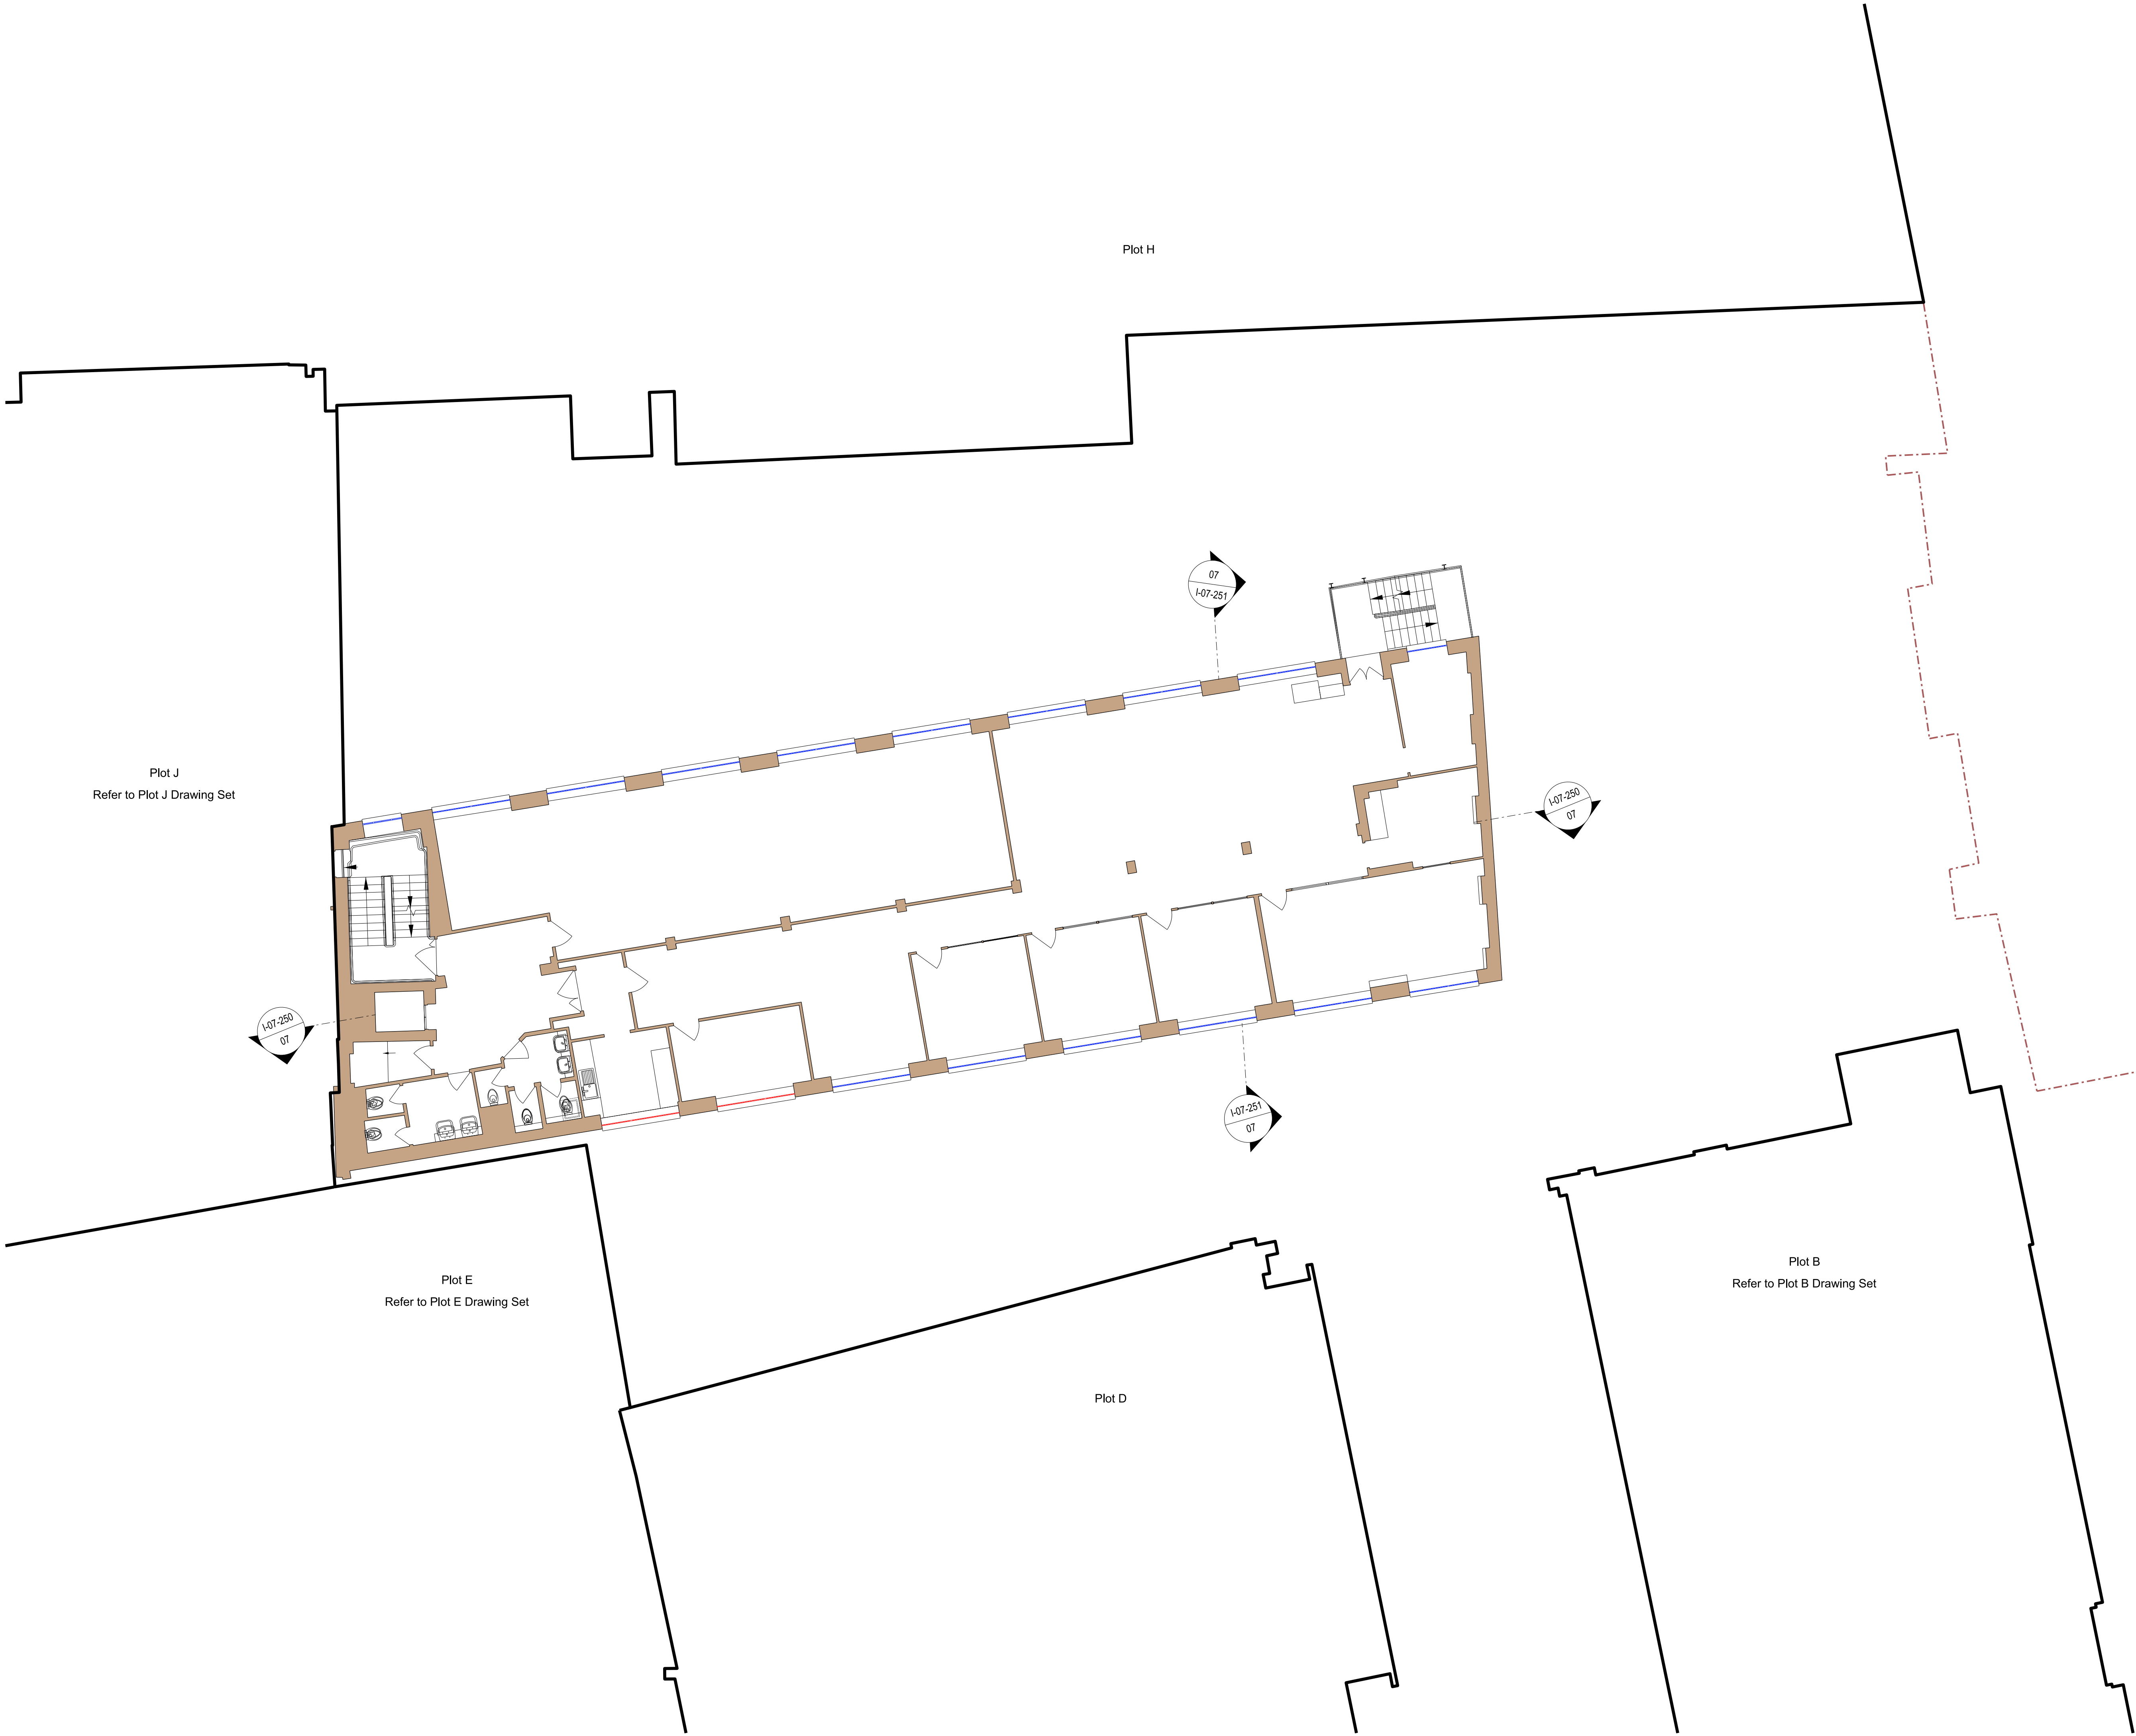 Plot H
07
I-07-251
Plot J
Refer to Plot J Drawing Set
I-07-250
07
I-07-250
07
I-07-251
07
Plot E
Refer to Plot E Drawing Set
Plot B
Refer to Plot B Drawing Set
Plot D